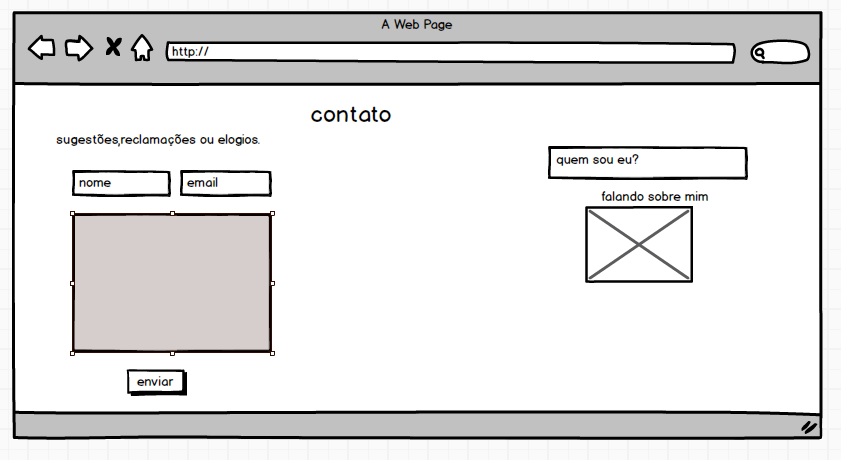 A Web Page
http://
contato
sugestões,reclamações ou elogios.
nome
email
enviar
quem sou eu?
falando sobre mim